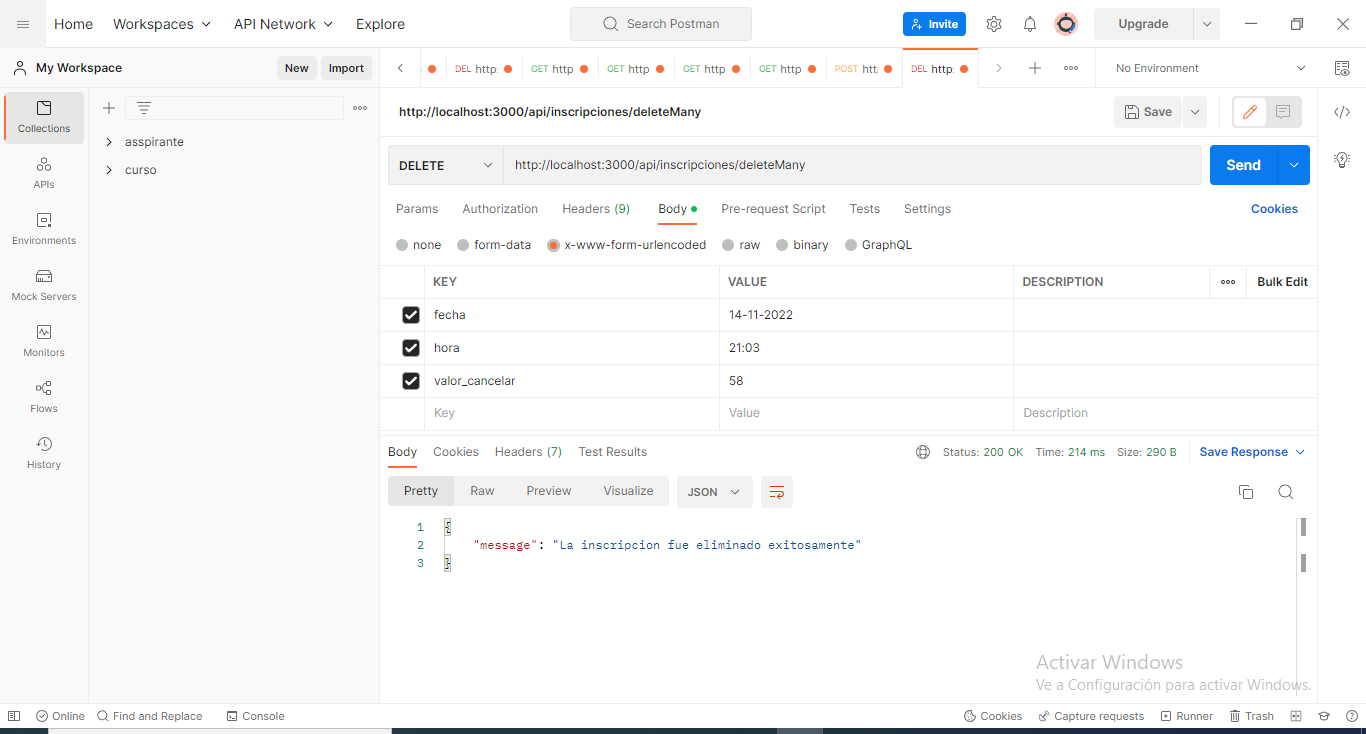 Home Workspaces API Network Explore Search Postman Invite Upgrade
My Workspace New Import DEL http: GET http GET http GET http GET http POST htt DEL http: No Environment
Collections
APIs
Environments
Mock Servers
Monitors
Flows
History
asspirante
curso
http://localhost:3000/api/inscripciones/deleteMany Save
DELETE http://localhost:3000/api/inscripciones/deleteMany Send
Params Authorization Headers (9) Body Pre-request Script Tests Settings Cookies
none form-data x-www-form-urlencoded raw binary GraphQL
KEY VALUE DESCRIPTION Bulk Edit
fecha 14-11-2022
hora 21:03
valor_cancelar 58
Key Value Description
Body Cookies Headers (7) Test Results Status: 200 OK Time: 214 ms Size: 290 B Save Response
Pretty Raw Preview Visualize JSON
1 {
2 "message": "La inscripcion fue eliminado exitosamente"
3 }
Activar Windows
Ve a Configuración para activar Windows.
Online Find and Replace Console Cookies Capture requests Runner Trash